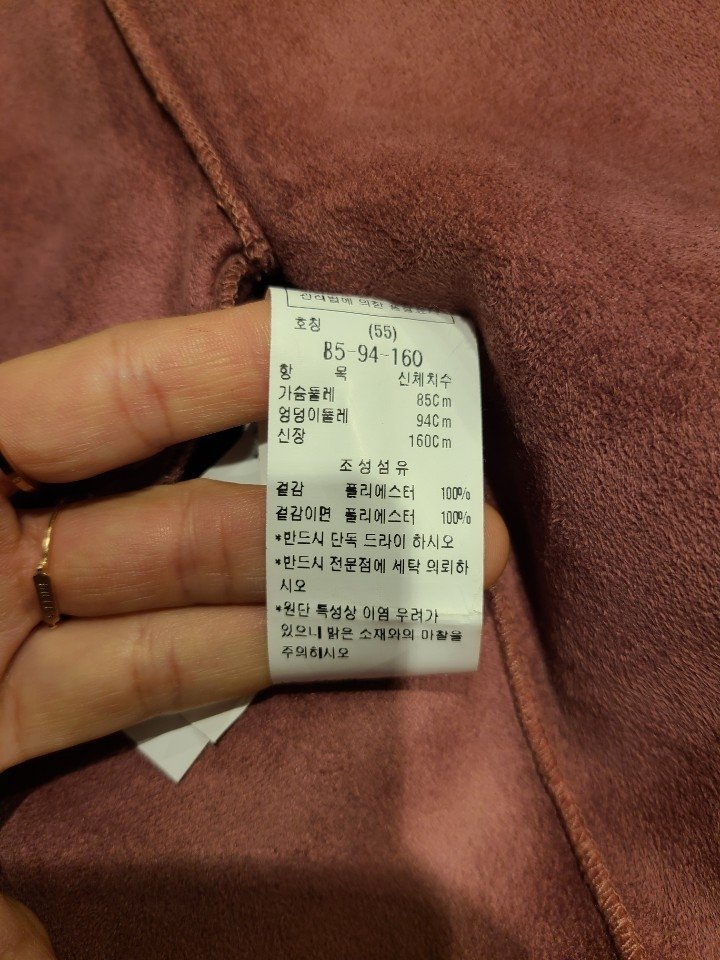 호칭 (55)
85-94-160
항 목 신체치수
가슴둘레 85Cm
엉덩이둘레 94Cm
신장 160Cm
조성섬유
겉감 폴리에스터 100%
겉감이면 폴리에스터 100%
*반드시 단독 드라이 하시오
*반드시 전문점에 세탁 의뢰하
시오
*원단 특성상 이염 우려가
있으니 밝은 소재와의 마찰을
주의하시오